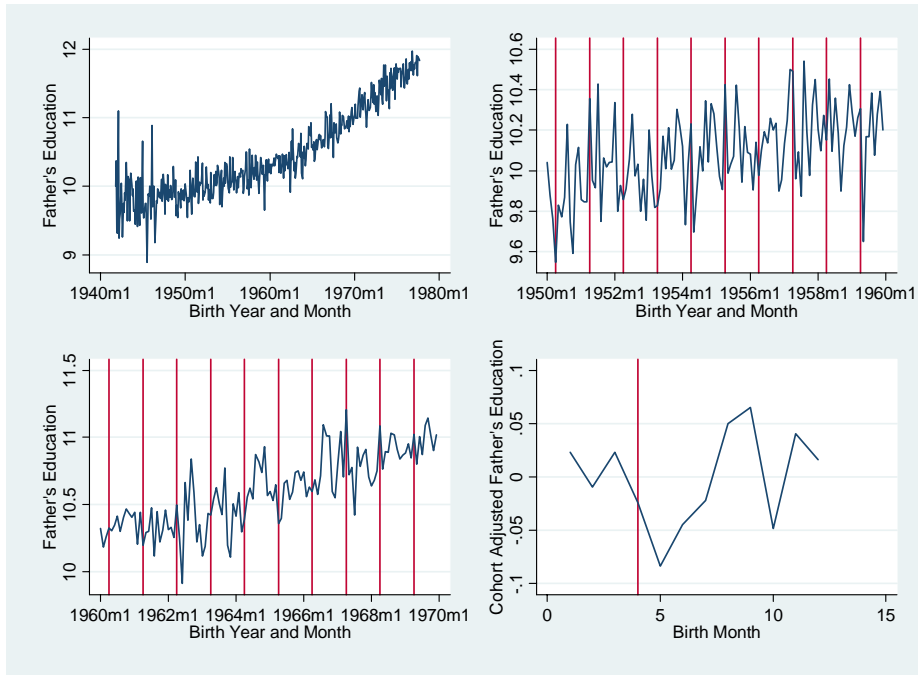 Father's Education
12
11
10
9
1940m1 1950m1 1960m1 1970m1 1980m1
Birth Year and Month
Father's Education
10.6
10.4
10.2
10
9.8
9.6
1950m1 1952m1 1954m1 1956m1 1958m1 1960m1
Birth Year and Month
Father's Education
11.5
11
10.5
10
1960m1 1962m1 1964m1 1966m1 1968m1 1970m1
Birth Year and Month
Cohort Adjusted Father's Education
.1
.05
0
-.05
-.1
0 5 10 15
Birth Month